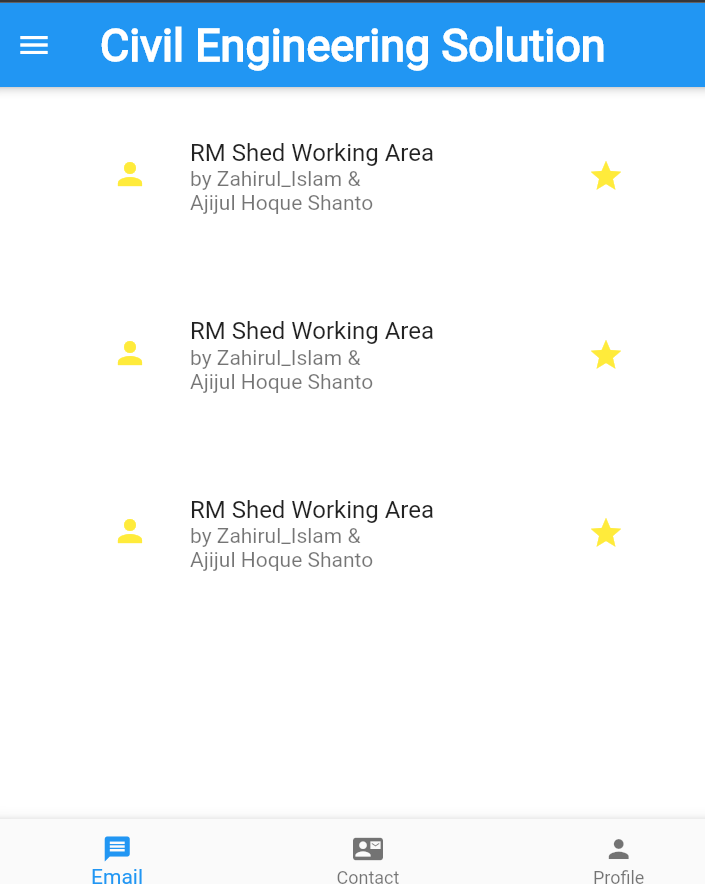 Civil Engineering Solution
RM Shed Working Area
by Zahirul_Islam &
Ajijul Hoque Shanto
RM Shed Working Area
by Zahirul_Islam &
Ajijul Hoque Shanto
RM Shed Working Area
by Zahirul_Islam &
Ajijul Hoque Shanto
Email
Contact
Profile